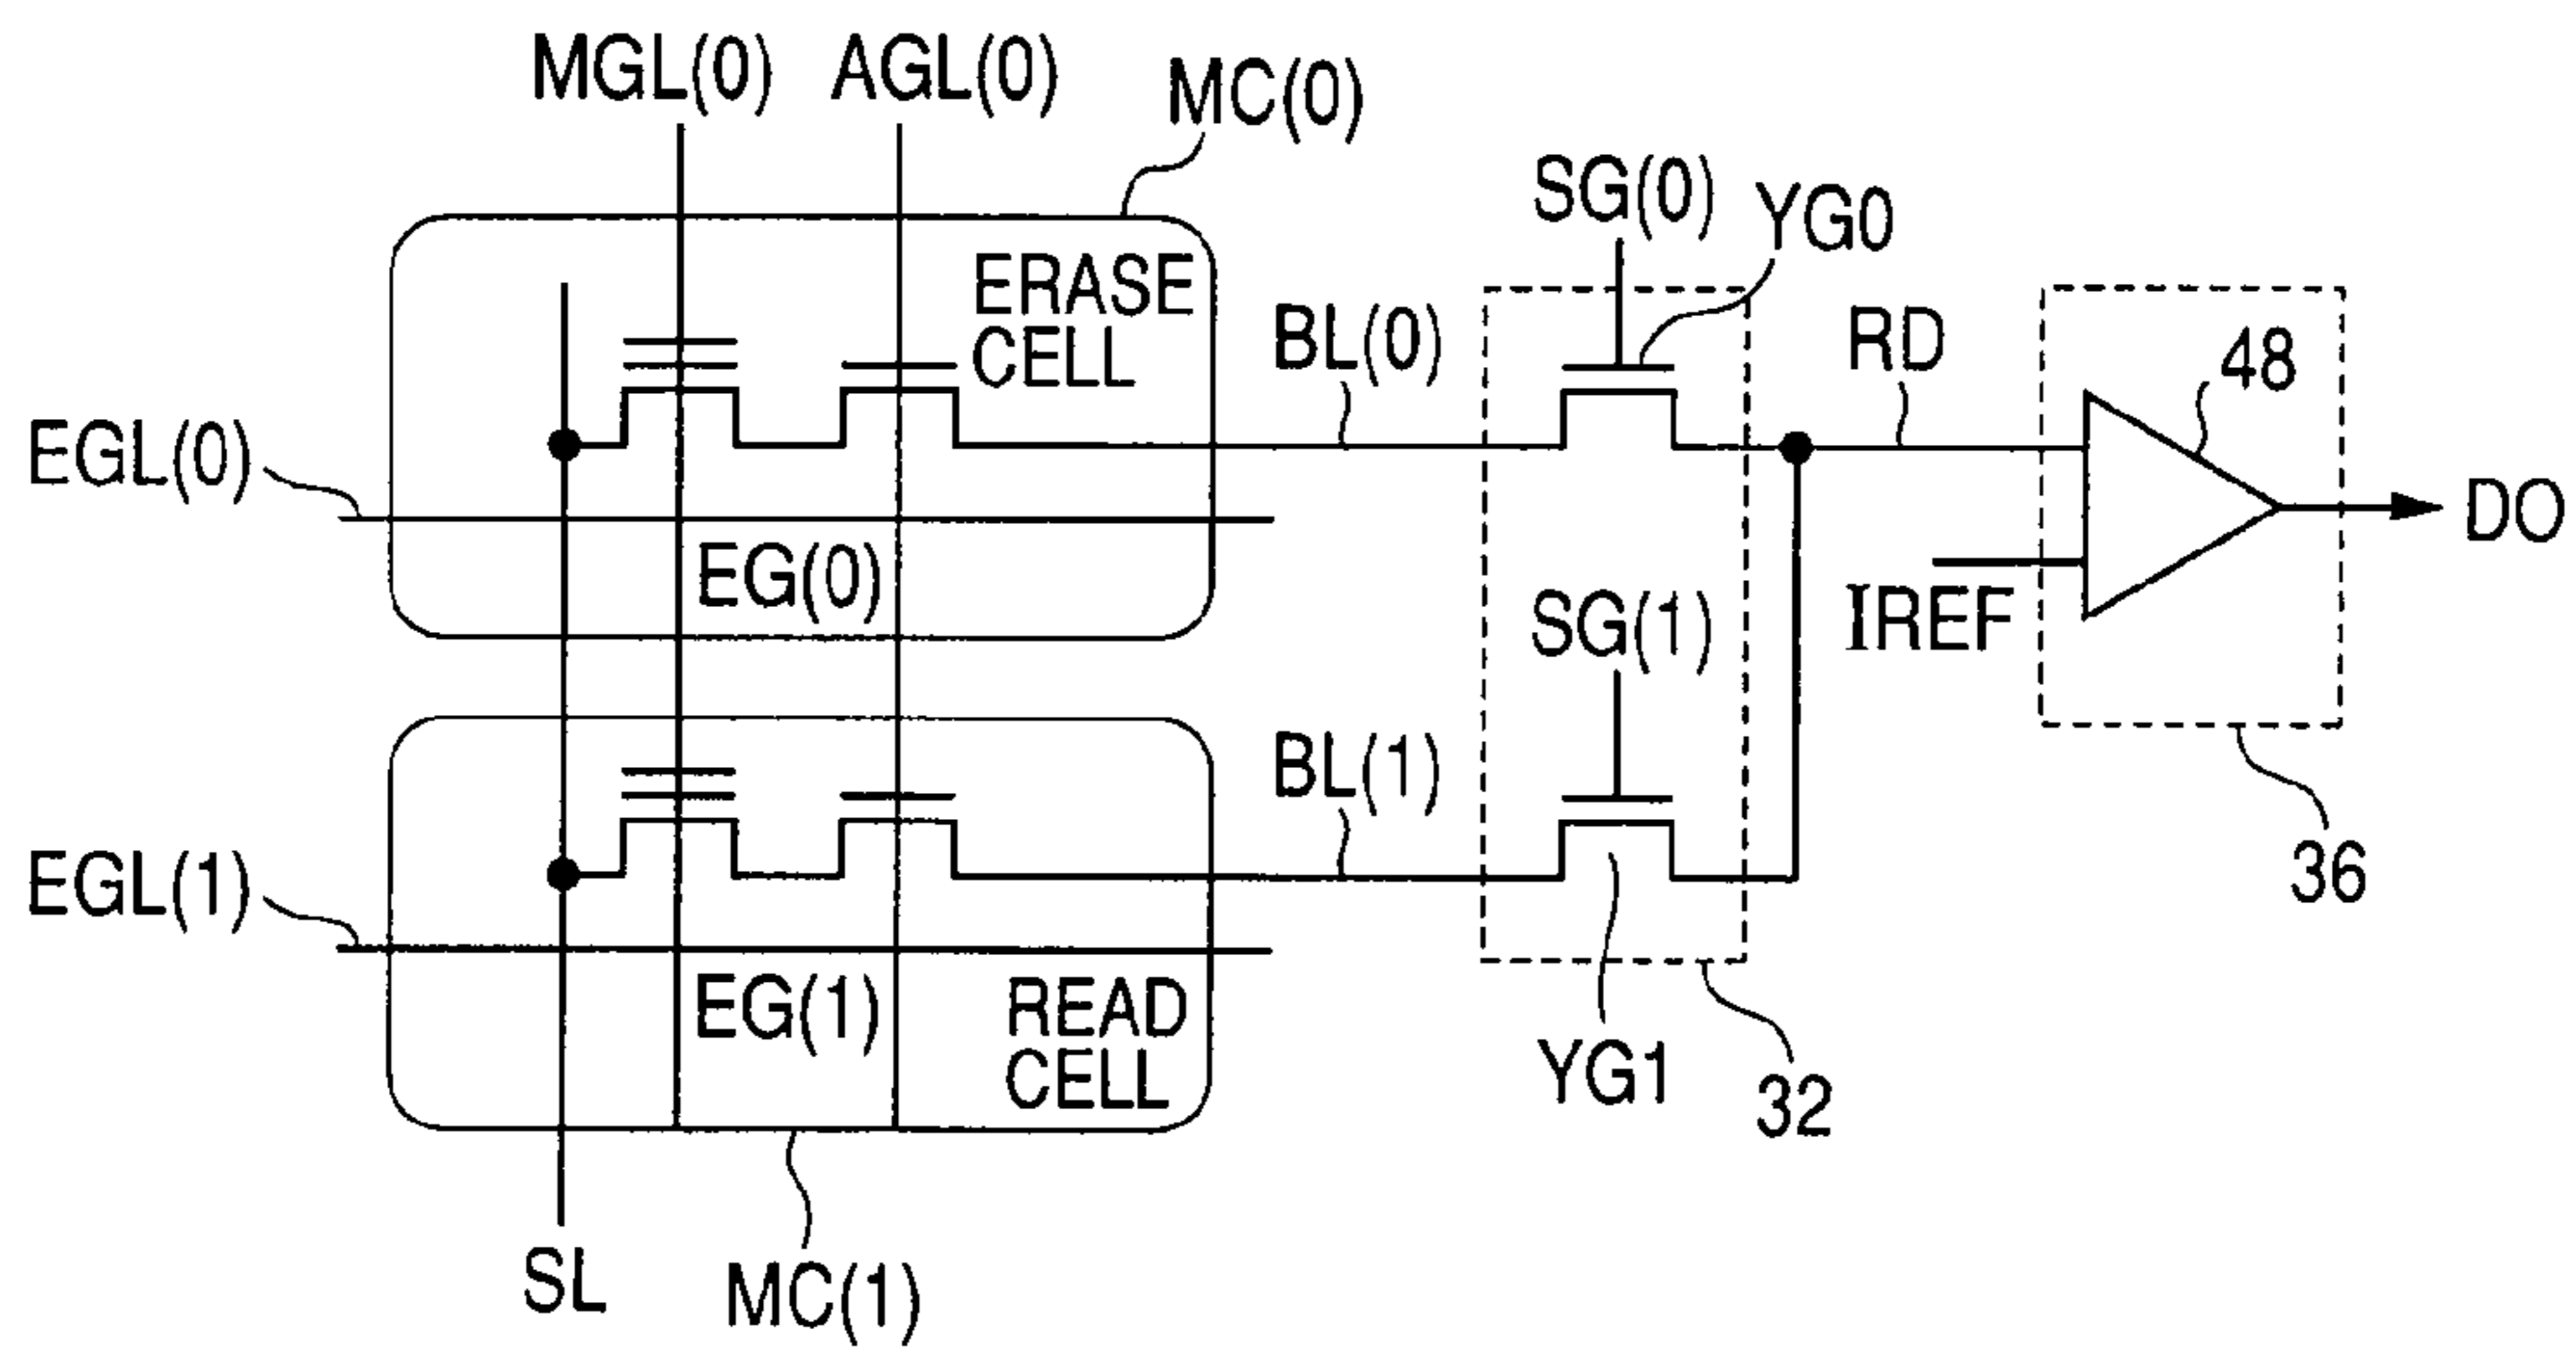 MGL(0)
AGL(0)
MC(0)
SG(0)
YG0
ERASE
CELL
BL(0)
RD
48
EGL(0)
DO
EG(0)
IREF
SG(1)
BL(1)
EGL(1)
36
EG(1)
READ
CELL
YG1
32
SL
MC(1)